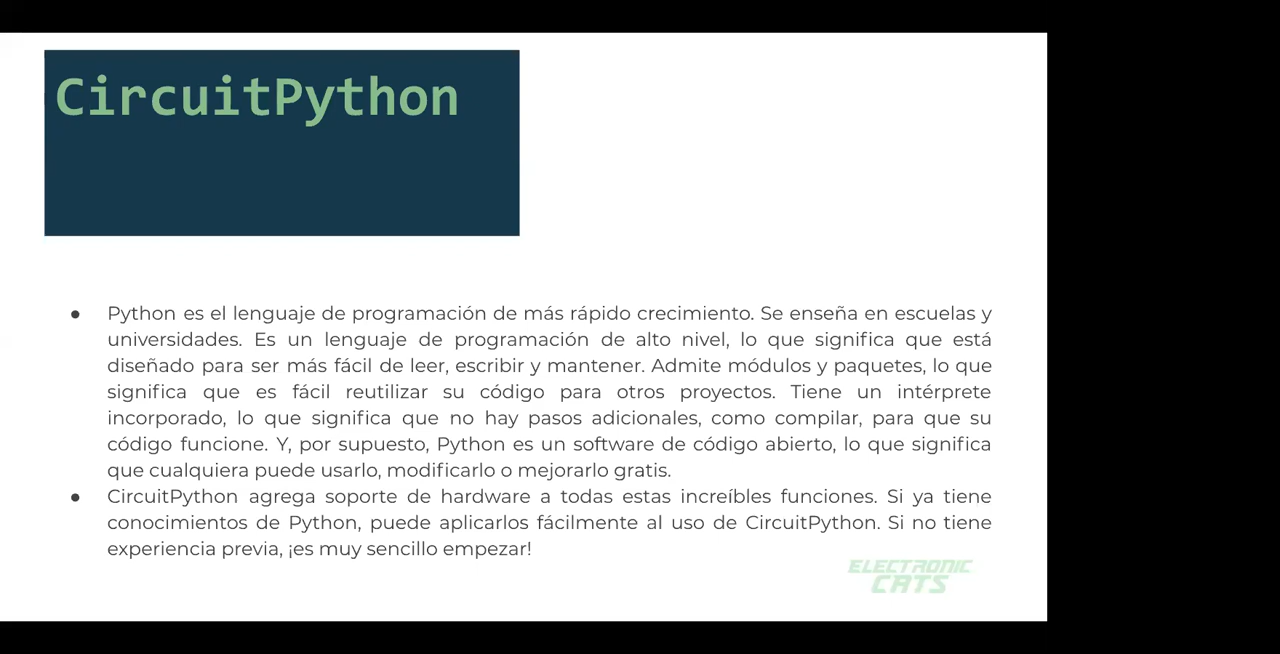 CircuitPython
● Python es el lenguaje de programación de más rápido crecimiento. Se enseña en escuelas y
universidades. Es un lenguaje de programación de alto nivel, lo que significa que está
diseñado para ser más fácil de leer, escribir y mantener. Admite módulos y paquetes, lo que
significa que es fácil reutilizar su código para otros proyectos. Tiene un intérprete
incorporado, lo que significa que no hay pasos adicionales, como compilar, para que su
código funcione. Y, por supuesto, Python es un software de código abierto, lo que significa
que cualquiera puede usarlo, modificarlo o mejorarlo gratis.
● CircuitPython agrega soporte de hardware a todas estas increíbles funciones. Si ya tiene
conocimientos de Python, puede aplicarlos fácilmente al uso de CircuitPython. Si no tiene
experiencia previa, ¡es muy sencillo empezar!
ELECTRONIC
CATS